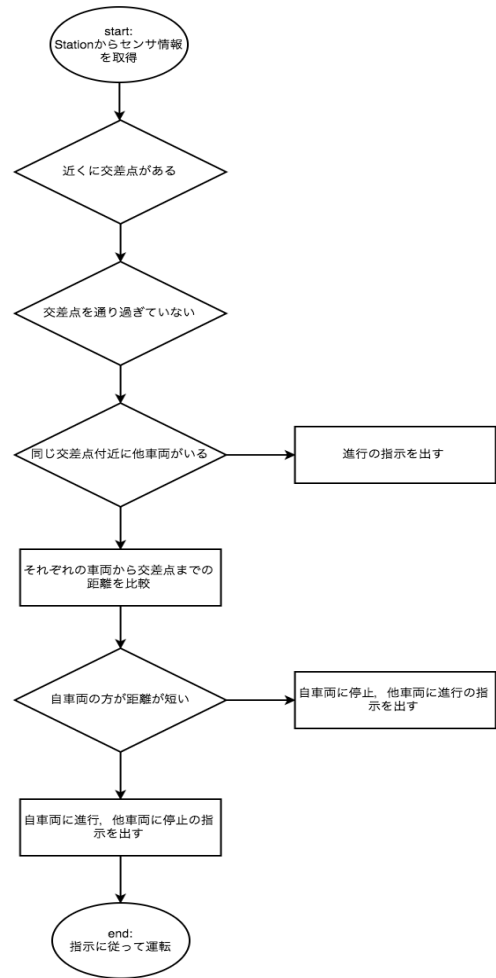 start:
Stationからセンサ情報
を取得
近くに交差点がある
交差点を通り過ぎていない
同じ交差点付近に他車両がいる
進行の指示を出す
それぞれの車両から交差点までの
距離を比較
自車両の方が距離が短い
自車両に停止，他車両に進行の指
示を出す
自車両に進行，他車両に停止の指
示を出す
end:
指示に従って運転